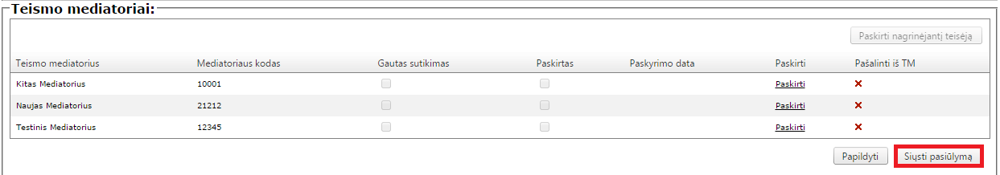 Teismo mediatoriai:
Paskirti nagrinėjantį teisėją
Teismo mediatorius Mediatoriaus kodas Gautas sutikimas Paskirtas Paskyrimo data Paskirti Pašalinti iš TM
Kitas Mediatorius 10001 Paskirti
Naujas Mediatorius 21212 Paskirti
Testinis Mediatorius 12345 Paskirti
Papildyti Siųsti pasiūlymą